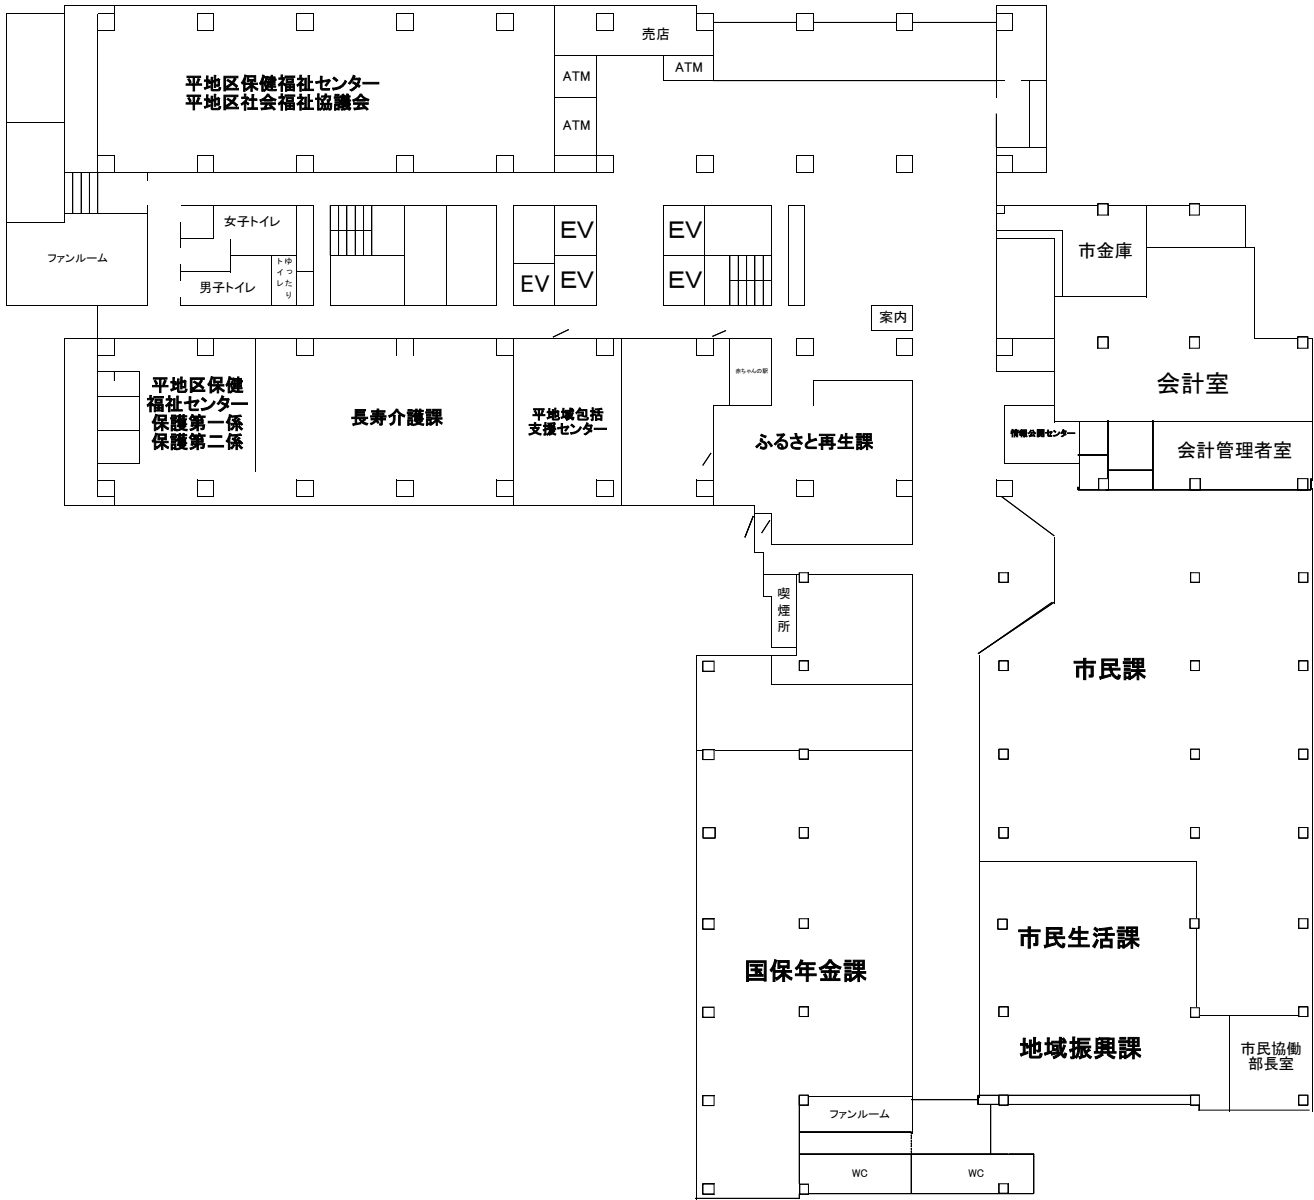 売店
ATM
ATM
ATM
平地区保健福祉センター
平地区社会福祉協議会
女子トイレ
男子トイレ
ゆったり
トイレ
ファンルーム
EV
EV
EV
EV
EV
市金庫
案内
赤ちゃんの駅
平地区保健
福祉センター
保護第一係
保護第二係
長寿介護課
平地域包括
支援センター
ふるさと再生課
会計室
情報公開センター
会計管理者室
喫煙所
市民課
市民生活課
国保年金課
地域振興課
市民協働
部長室
ファンルーム
WC
WC